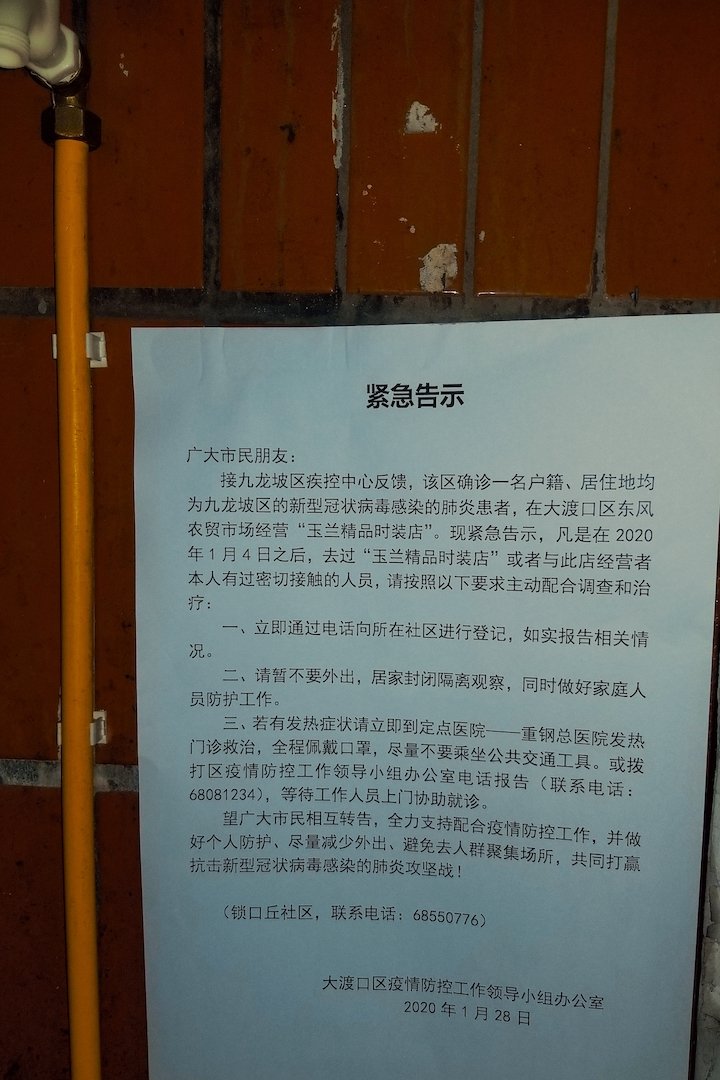 紧急告示
广大市民朋友：
接九龙坡区疾控中心反馈，该区确诊一名户籍、居住地均
为九龙坡区的新型冠状病毒感染的肺炎患者，在大渡口区东风
农贸市场经营“玉兰精品时装店”。现紧急告示，凡是在 2020
年 1 月 4 日之后，去过“玉兰精品时装店”或者与此店经营者
本人有过密切接触的人员，请按照以下要求主动配合调查和治
疗：
一、立即通过电话向所在社区进行登记，如实报告相关情
况。
二、请暂不要外出，居家封闭隔离观察，同时做好家庭人
员防护工作。
三、若有发热症状请立即到定点医院——重钢总医院发热
门诊救治，全程佩戴口罩，尽量不要乘坐公共交通工具。或拨
打区疫情防控工作领导小组办公室电话报告（联系电话：
68081234），等待工作人员上门协助就诊。
望广大市民相互转告，全力支持配合疫情防控工作，并做
好个人防护、尽量减少外出、避免去人群聚集场所，共同打赢
抗击新型冠状病毒感染的肺炎攻坚战！
（锁口丘社区，联系电话：68550776）
大渡口区疫情防控工作领导小组办公室
2020 年 1 月 28 日